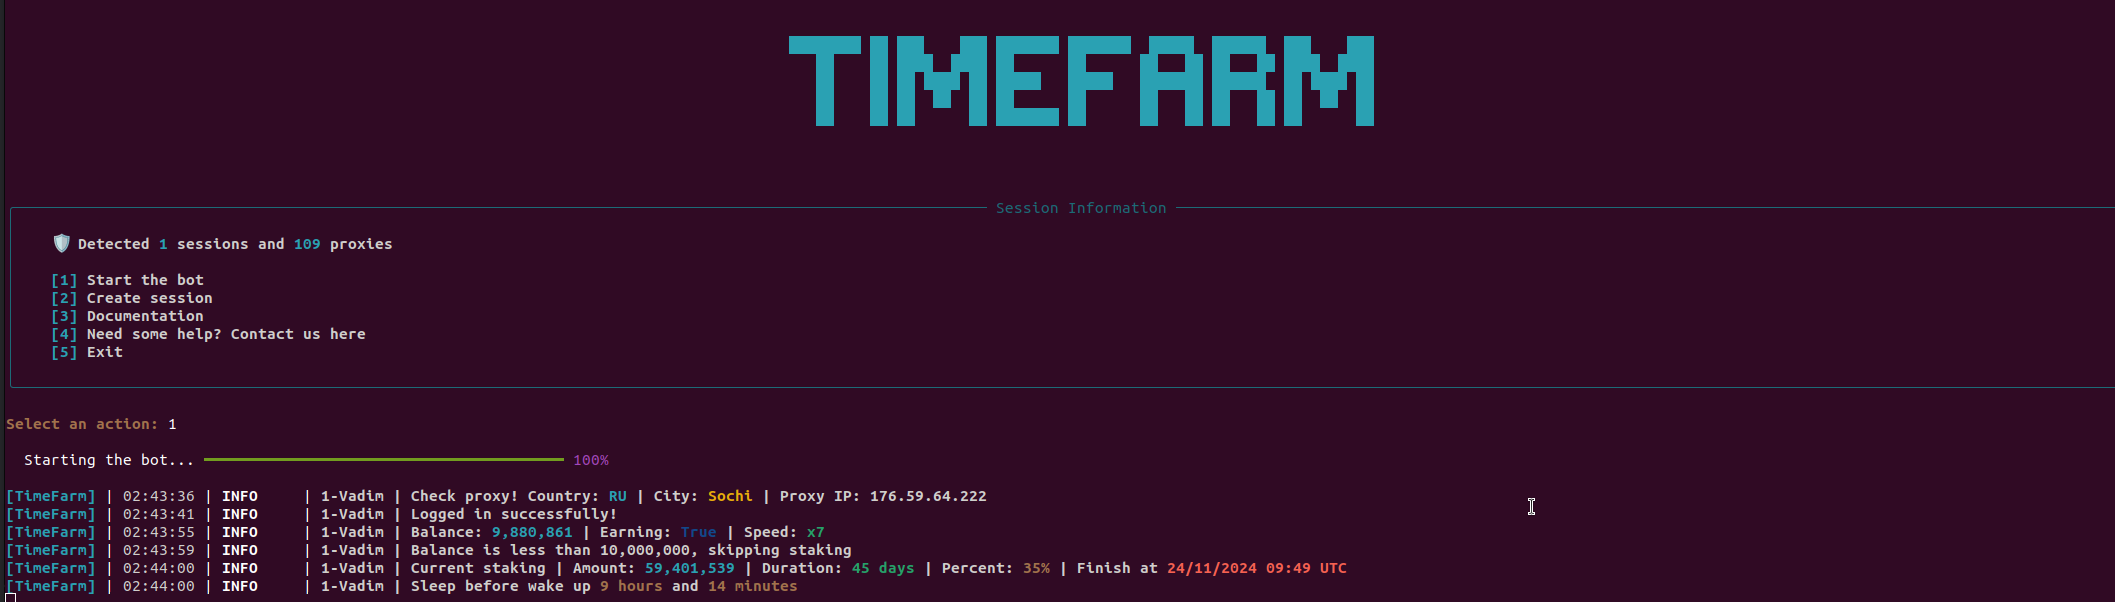 TIMEFARM
Session Information
Detected 1 sessions and 109 proxies
[1] Start the bot
[2] Create session
[3] Documentation
[4] Need some help? Contact us here
[5] Exit
Select an action: 1
Starting the bot... 100%
[TimeFarm] | 02:43:36 | INFO | 1-Vadim | Check proxy! Country: RU | City: Sochi | Proxy IP: 176.59.64.222
[TimeFarm] | 02:43:41 | INFO | 1-Vadim | Logged in successfully!
[TimeFarm] | 02:43:55 | INFO | 1-Vadim | Balance: 9,880,861 | Earning: True | Speed: x7
[TimeFarm] | 02:43:59 | INFO | 1-Vadim | Balance is less than 10,000,000, skipping staking
[TimeFarm] | 02:44:00 | INFO | 1-Vadim | Current staking | Amount: 59,401,539 | Duration: 45 days | Percent: 35% | Finish at 24/11/2024 09:49 UTC
[TimeFarm] | 02:44:00 | INFO | 1-Vadim | Sleep before wake up 9 hours and 14 minutes